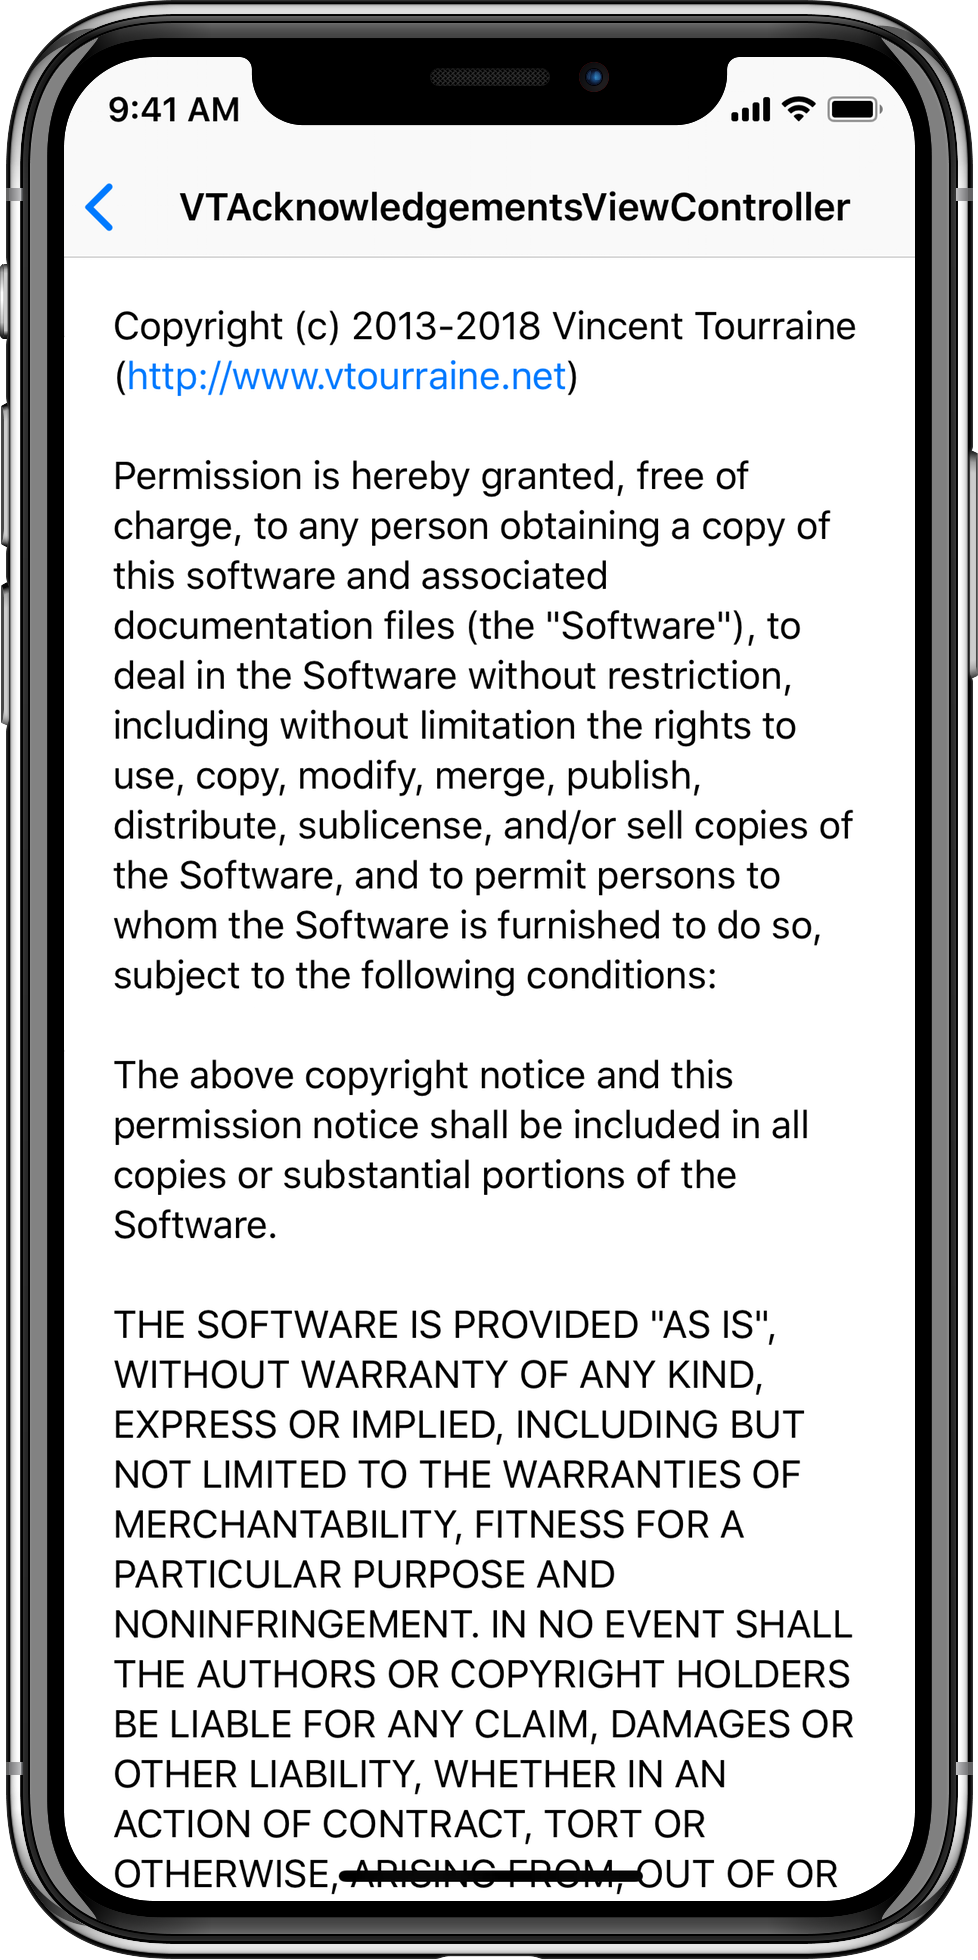 9:41 AM
VTAcknowledgementsViewController
Copyright (c) 2013-2018 Vincent Tourraine
(http://www.vtourraine.net)
Permission is hereby granted, free of
charge, to any person obtaining a copy of
this software and associated
documentation files (the "Software"), to
deal in the Software without restriction,
including without limitation the rights to
use, copy, modify, merge, publish,
distribute, sublicense, and/or sell copies of
the Software, and to permit persons to
whom the Software is furnished to do so,
subject to the following conditions:
The above copyright notice and this
permission notice shall be included in all
copies or substantial portions of the
Software.
THE SOFTWARE IS PROVIDED "AS IS",
WITHOUT WARRANTY OF ANY KIND,
EXPRESS OR IMPLIED, INCLUDING BUT
NOT LIMITED TO THE WARRANTIES OF
MERCHANTABILITY, FITNESS FOR A
PARTICULAR PURPOSE AND
NONINFRINGEMENT. IN NO EVENT SHALL
THE AUTHORS OR COPYRIGHT HOLDERS
BE LIABLE FOR ANY CLAIM, DAMAGES OR
OTHER LIABILITY, WHETHER IN AN
ACTION OF CONTRACT, TORT OR
OTHERWISE, ARISING FROM, OUT OF OR